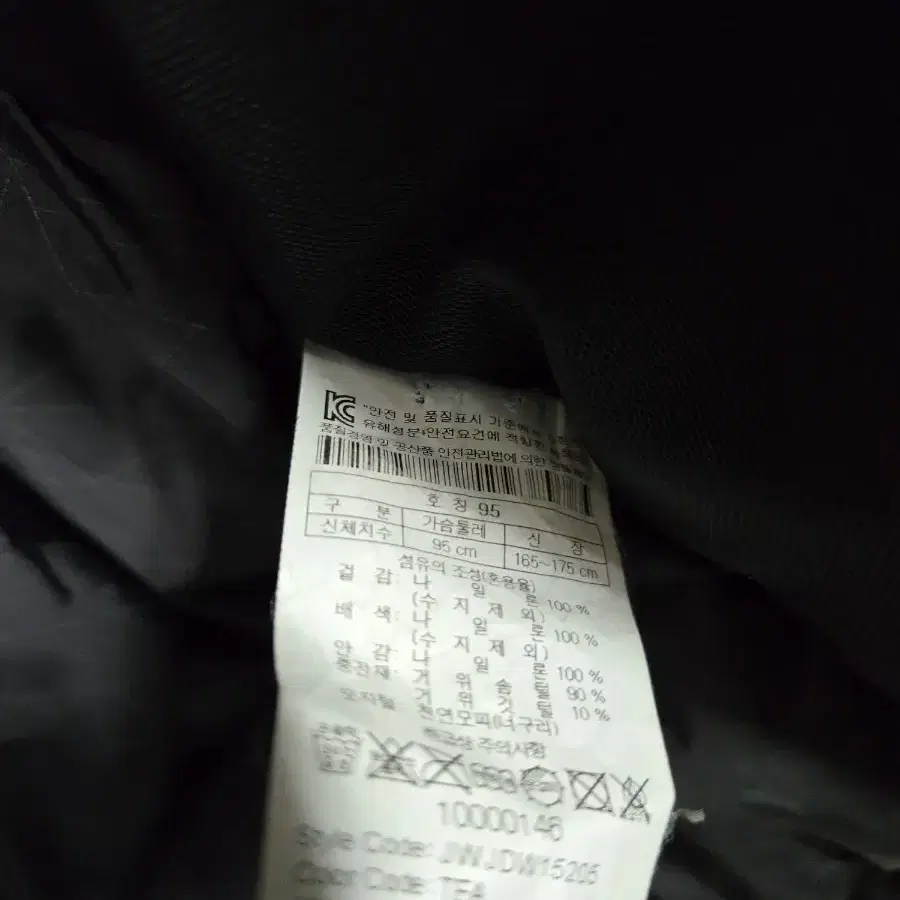 KC "안전 및 품질표시 기준에
유해성분·안전요건에 적합
품질경영 및 공산품 안전관리법에 의한
호 칭 95
구 분 가슴둘레 신 장
신체치수 95 cm 165~175 cm
섬유의 조성(혼용율)
겉 감: 나 일 론 100 %
(수 지 제 외)
배 색: 나 일 론 100 %
(수 지 제 외)
안 감: 나 일 론 100 %
충전재: 거 위 솜 털 90 %
거 위 깃 털 10 %
모자털: 천연모피(너구리)
취급상 주의사항
10000146
Style Code: JWJDW15205
Color Code: TEA